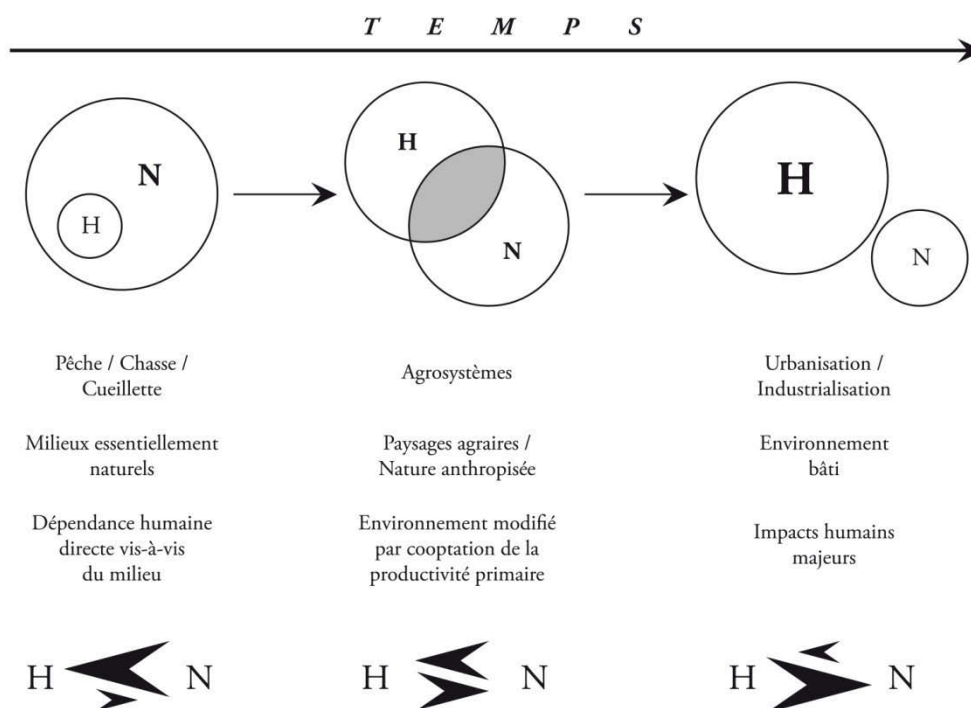 T E M P S
N
H
H
N
H
N
Pêche / Chasse /
Cueillette
Agrosystèmes
Urbanisation /
Industrialisation
Milieux essentiellement
naturels
Paysages agraires /
Nature anthropisée
Environnement
bâti
Dépendance humaine
directe vis-à-vis
du milieu
Environnement modifié
par cooptation de la
productivité primaire
Impacts humains
majeurs
H N
H N
H N